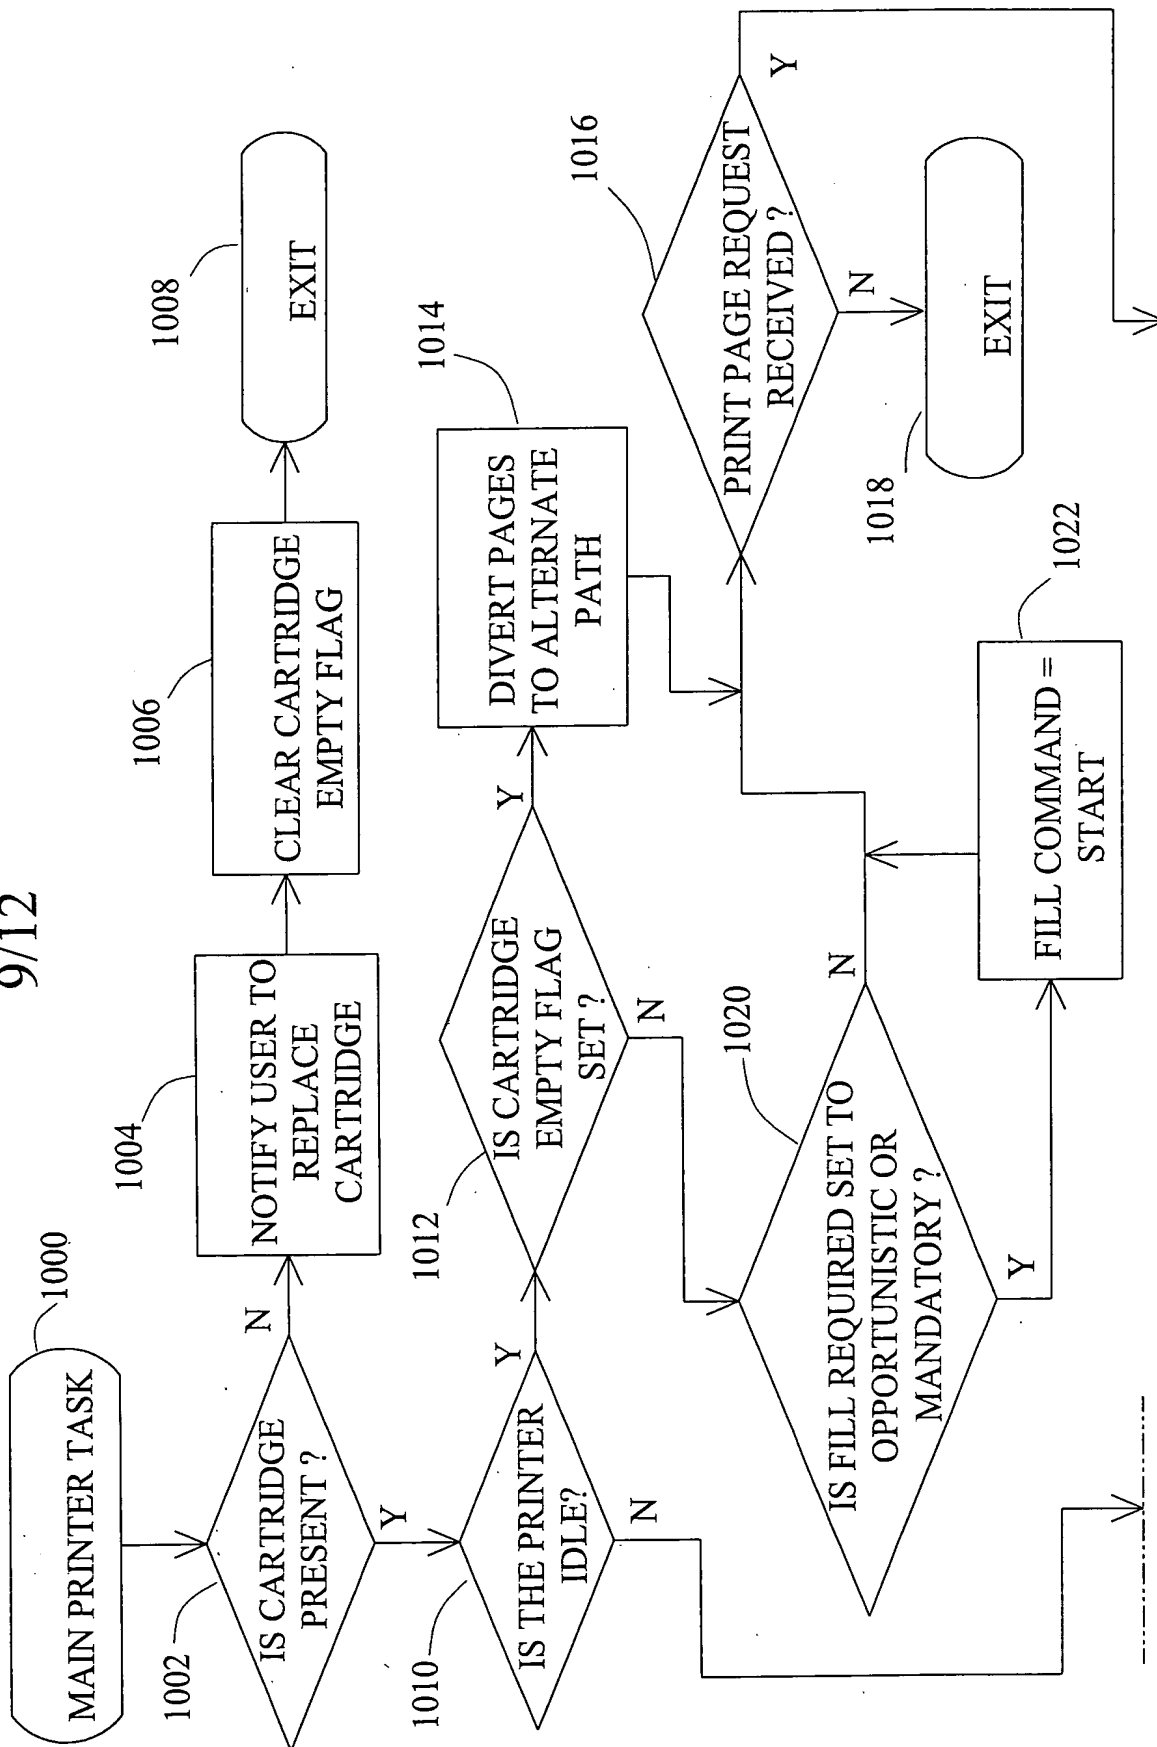 9/12
MAIN PRINTER TASK
1000
IS CARTRIDGE
PRESENT ?
1002
N
Y
NOTIFY USER TO
REPLACE
CARTRIDGE
1004
CLEAR CARTRIDGE
EMPTY FLAG
1006
EXIT
1008
IS THE PRINTER
IDLE?
1010
Y
N
IS CARTRIDGE
EMPTY FLAG
SET ?
1012
Y
N
DIVERT PAGES
TO ALTERNATE
PATH
1014
PRINT PAGE REQUEST
RECEIVED ?
1016
Y
N
EXIT
1018
IS FILL REQUIRED SET TO
OPPORTUNISTIC OR
MANDATORY ?
1020
N
Y
FILL COMMAND =
START
1022